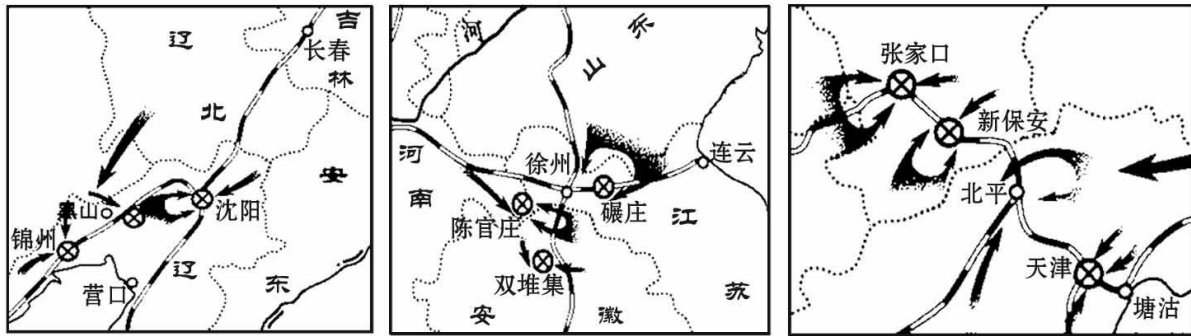 辽
北
吉
林
长春
安
东
山
沈阳
锦州
辽
营口
河
山
东
河
南
徐州
连云
碾庄
陈官庄
江
苏
双堆集
安
徽
张家口
新保安
北平
天津
塘沽